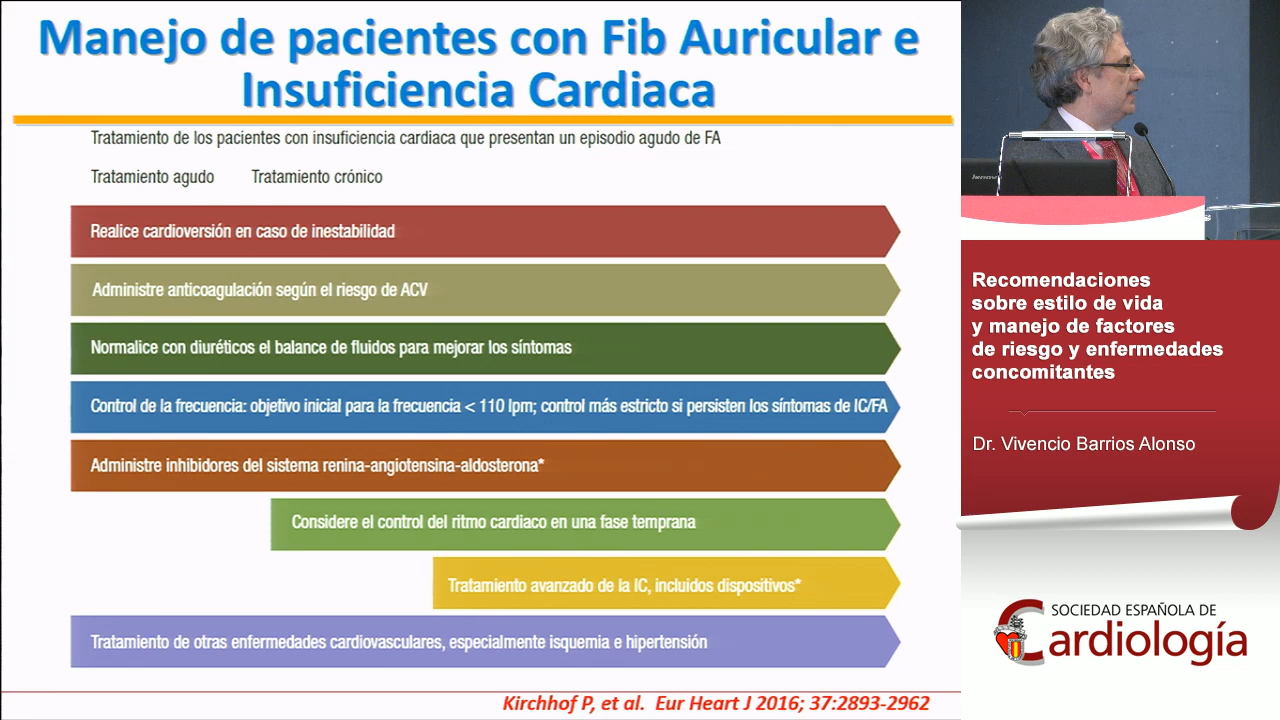 Manejo de pacientes con Fib Auricular e
Insuficiencia Cardiaca
Tratamiento de los pacientes con insuficiencia cardiaca que presentan un episodio agudo de FA
Tratamiento agudo Tratamiento crónico
Realice cardioversión en caso de inestabilidad
Administre anticoagulación según el riesgo de ACV
Normalice con diuréticos el balance de fluidos para mejorar los síntomas
Control de la frecuencia: objetivo inicial para la frecuencia < 110 lpm; control más estricto si persisten los síntomas de IC/FA
Administre inhibidores del sistema renina-angiotensina-aldosterona*
Considere el control del ritmo cardiaco en una fase temprana
Tratamiento avanzado de la IC, incluidos dispositivos*
Tratamiento de otras enfermedades cardiovasculares, especialmente isquemia e hipertensión
Kirchhof P, et al. Eur Heart J 2016; 37:2893-2962
Recomendaciones
sobre estilo de vida
y manejo de factores
de riesgo y enfermedades
concomitantes
Dr. Vivencio Barrios Alonso
SOCIEDAD ESPAÑOLA DE
Cardiología